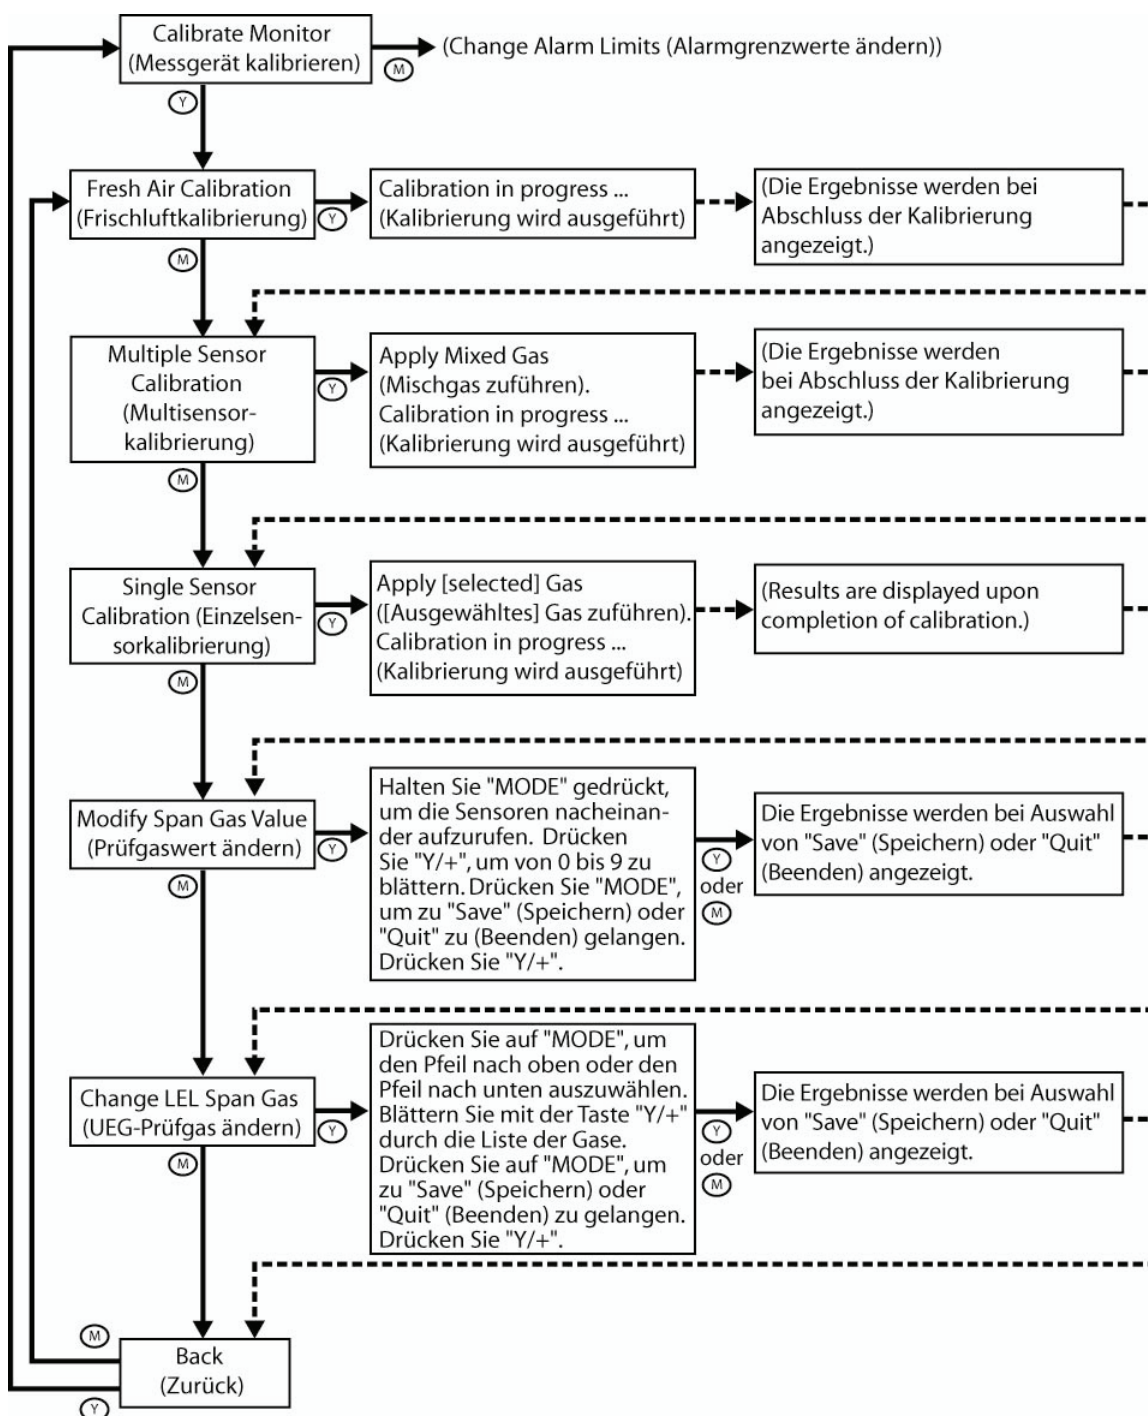 Calibrate Monitor
(Messgerät kalibrieren)
M
(Change Alarm Limits (Alarmgrenzwerte ändern))
Y
Fresh Air Calibration
(Frischluftkalibrierung)
Y
Calibration in progress ...
(Kalibrierung wird ausgeführt)
(Die Ergebnisse werden bei
Abschluss der Kalibrierung
angezeigt.)
M
Multiple Sensor
Calibration
(Multisensor-
kalibrierung)
Y
Apply Mixed Gas
(Mischgas zuführen).
Calibration in progress ...
(Kalibrierung wird ausgeführt)
(Die Ergebnisse werden
bei Abschluss der Kalibrierung
angezeigt.)
M
Single Sensor
Calibration (Einzelsen-
sorkalibrierung)
Y
Apply [selected] Gas
([Ausgewähltes] Gas zuführen).
Calibration in progress ...
(Kalibrierung wird ausgeführt)
(Results are displayed upon
completion of calibration.)
M
Modify Span Gas Value
(Prüfgaswert ändern)
Y
Halten Sie "MODE" gedrückt,
um die Sensoren nacheinan-
der aufzurufen. Drücken
Sie "Y/+", um von 0 bis 9 zu
blättern. Drücken Sie "MODE",
um zu "Save" (Speichern) oder
"Quit" zu (Beenden) gelangen.
Drücken Sie "Y/+".
Y
oder
M
Die Ergebnisse werden bei Auswahl
von "Save" (Speichern) oder "Quit"
(Beenden) angezeigt.
M
Change LEL Span Gas
(UEG-Prüfgas ändern)
Y
Drücken Sie auf "MODE", um
den Pfeil nach oben oder den
Pfeil nach unten auszuwählen.
Blättern Sie mit der Taste "Y/+"
durch die Liste der Gase.
Drücken Sie auf "MODE", um
zu "Save" (Speichern) oder
"Quit" (Beenden) zu gelangen.
Drücken Sie "Y/+".
Y
oder
M
Die Ergebnisse werden bei Auswahl
von "Save" (Speichern) oder "Quit"
(Beenden) angezeigt.
M
M
Back
(Zurück)
Y